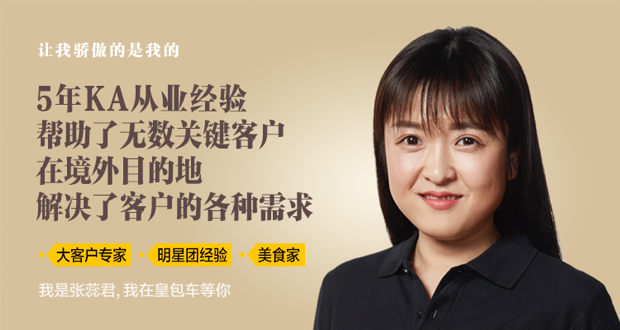 让我骄傲的是我的
5年KA从业经验
帮助了无数关键客户
在境外目的地
解决了客户的各种需求
大客户专家 明星团经验 美食家
我是张蕊君, 我在皇包车等你